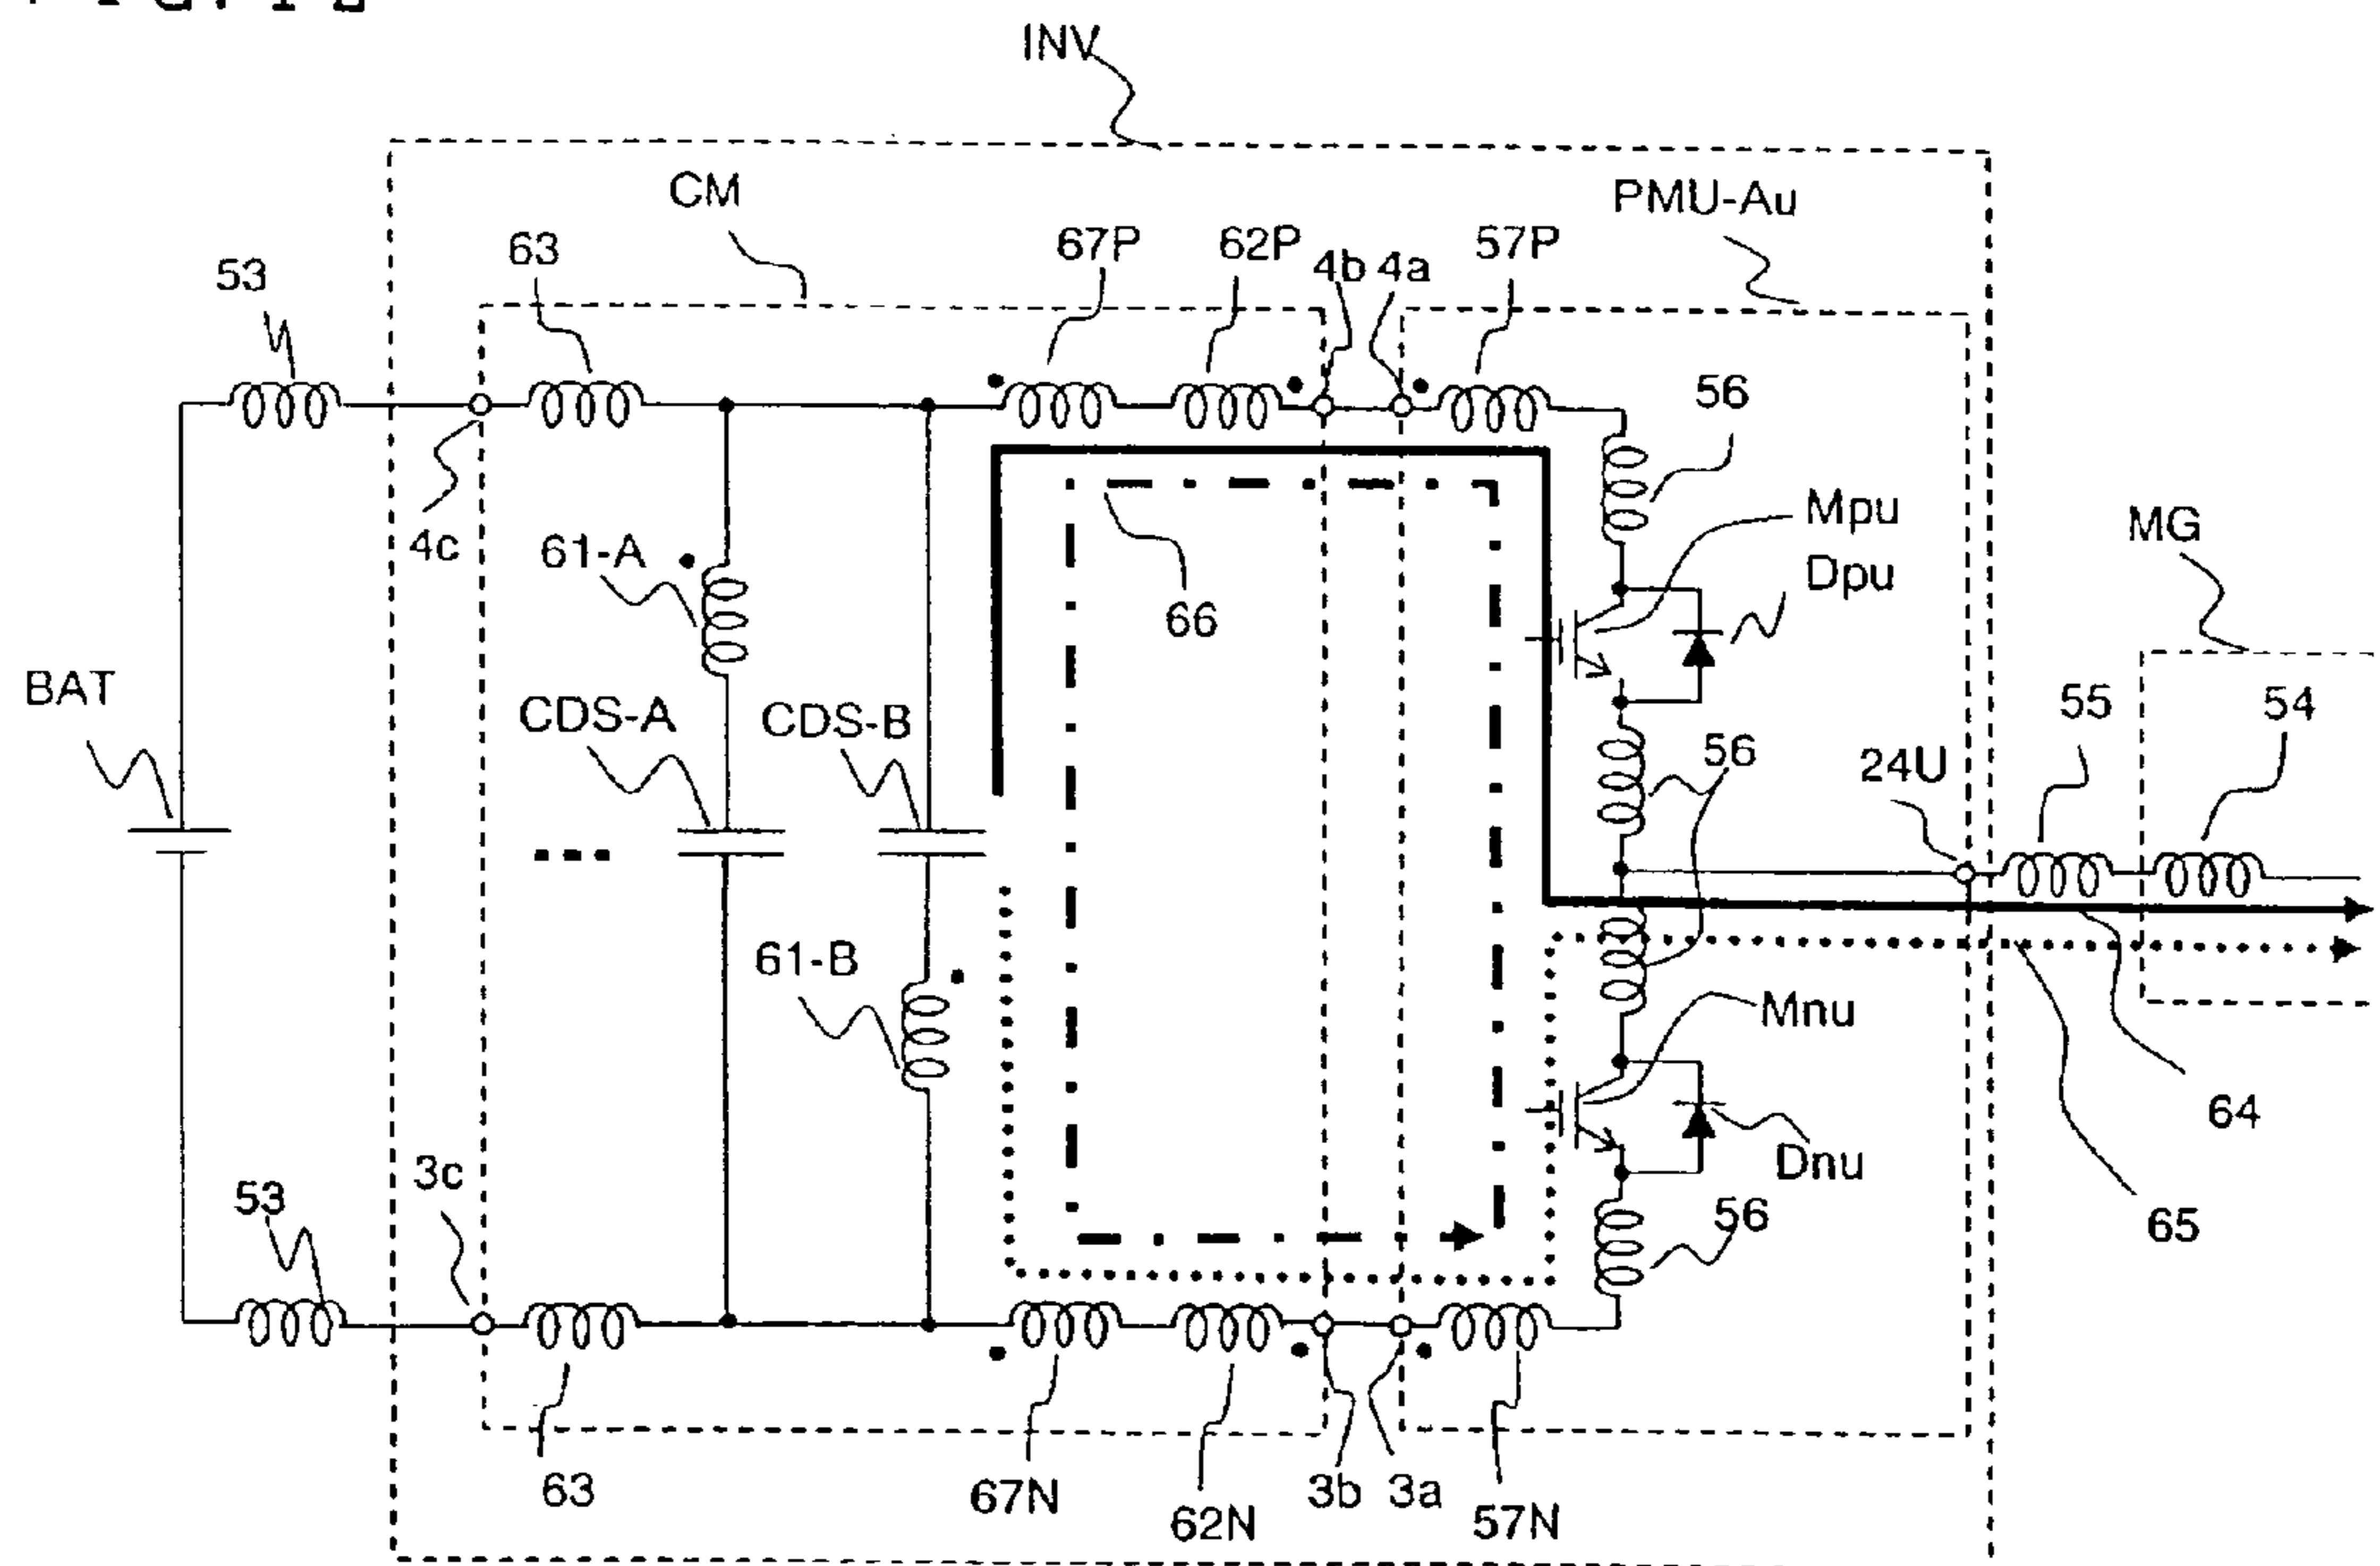 INV
CM
PMU-Au
53
63
67P
62P
4b
4a
57P
56
4c
61-A
66
Mpu
Dpu
MG
BAT
CDS-A
CDS-B
56
24U
55
54
61-B
Mnu
64
3c
53
Dnu
56
65
63
67N
62N
3b
3a
57N